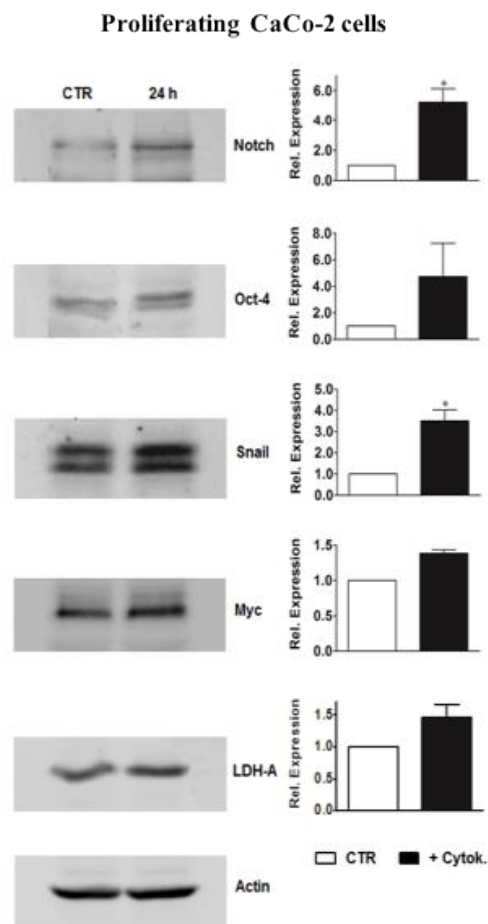 Proliferating CaCo-2 cells
CTR 24 h
Notch
Rel. Expression
6.0
4.0
2.0
0.0
*
Oct-4
Rel. Expression
8.0
6.0
4.0
2.0
0.0
Snail
Rel. Expression
5.0
4.0
3.0
2.0
1.0
0.0
*
Myc
Rel. Expression
1.5
1.0
0.5
0.0
LDH-A
Rel. Expression
1.5
1.0
0.5
0.0
CTR + Cytok.
Actin